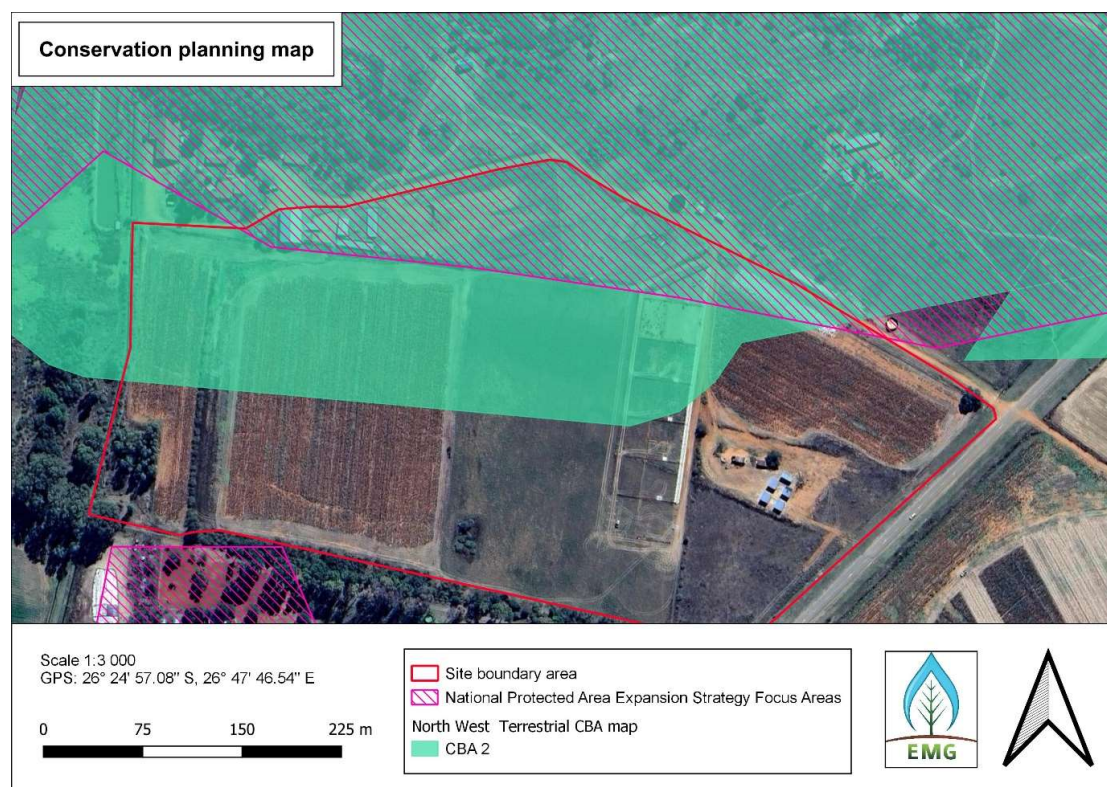 Conservation planning map
Scale 1:3 000
GPS: 26° 24' 57.08" S, 26° 47' 46.54" E
0 75 150 225 m
Site boundary area
National Protected Area Expansion Strategy Focus Areas
North West Terrestrial CBA map
CBA 2
EMG